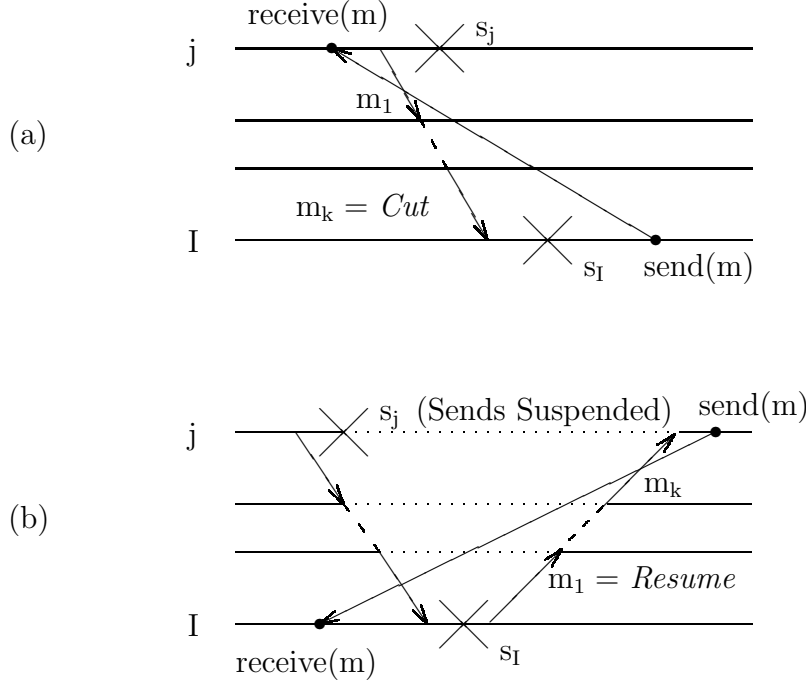 receive(m)
j
s_j
(a)
m_1
m_k = Cut
I
s_I
send(m)
s_j (Sends Suspended)
send(m)
j
(b)
m_k
m_1 = Resume
I
s_I
receive(m)